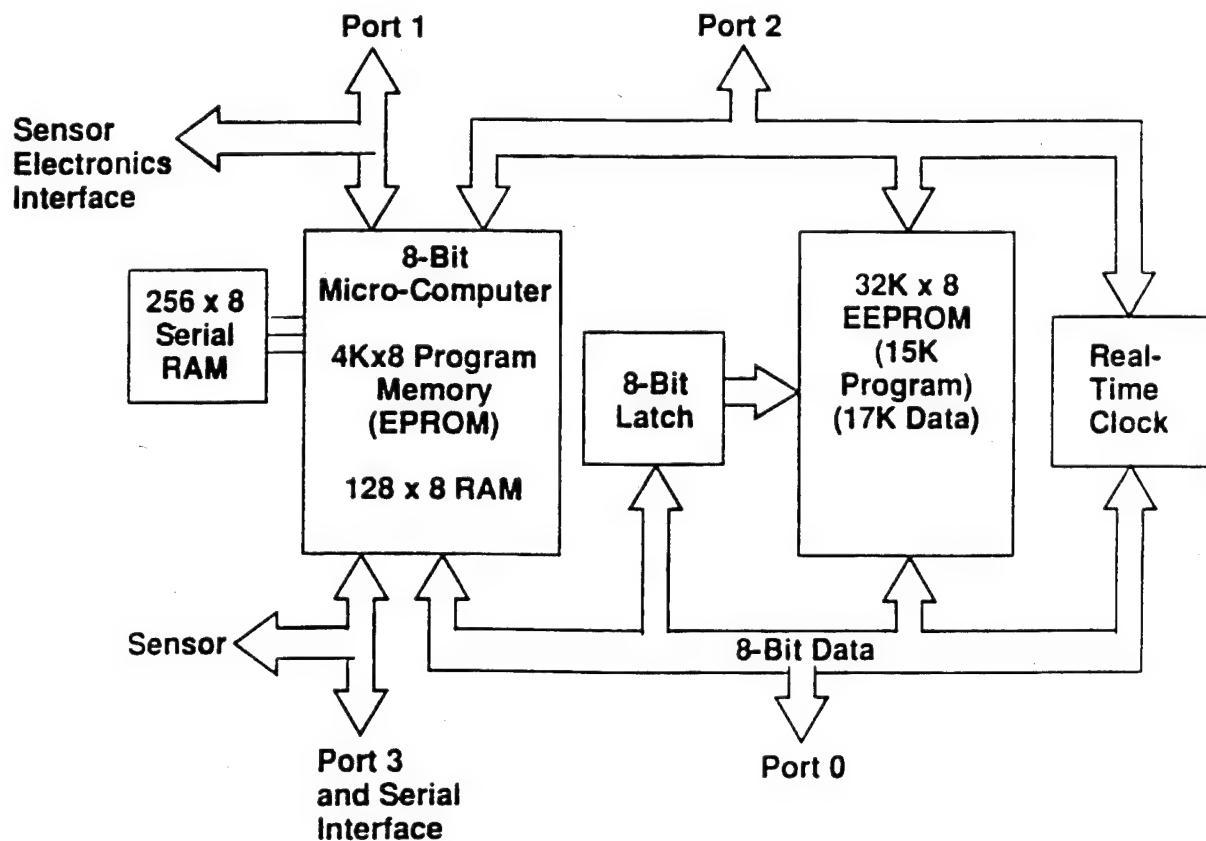 Port 1
Port 2
Sensor
Electronics
Interface
8-Bit
Micro-Computer
4Kx8 Program
Memory
(EPROM)
128 x 8 RAM
256 x 8
Serial
RAM
8-Bit
Latch
32K x 8
EEPROM
(15K
Program)
(17K Data)
Real-
Time
Clock
Sensor
8-Bit Data
Port 3
and Serial
Interface
Port 0